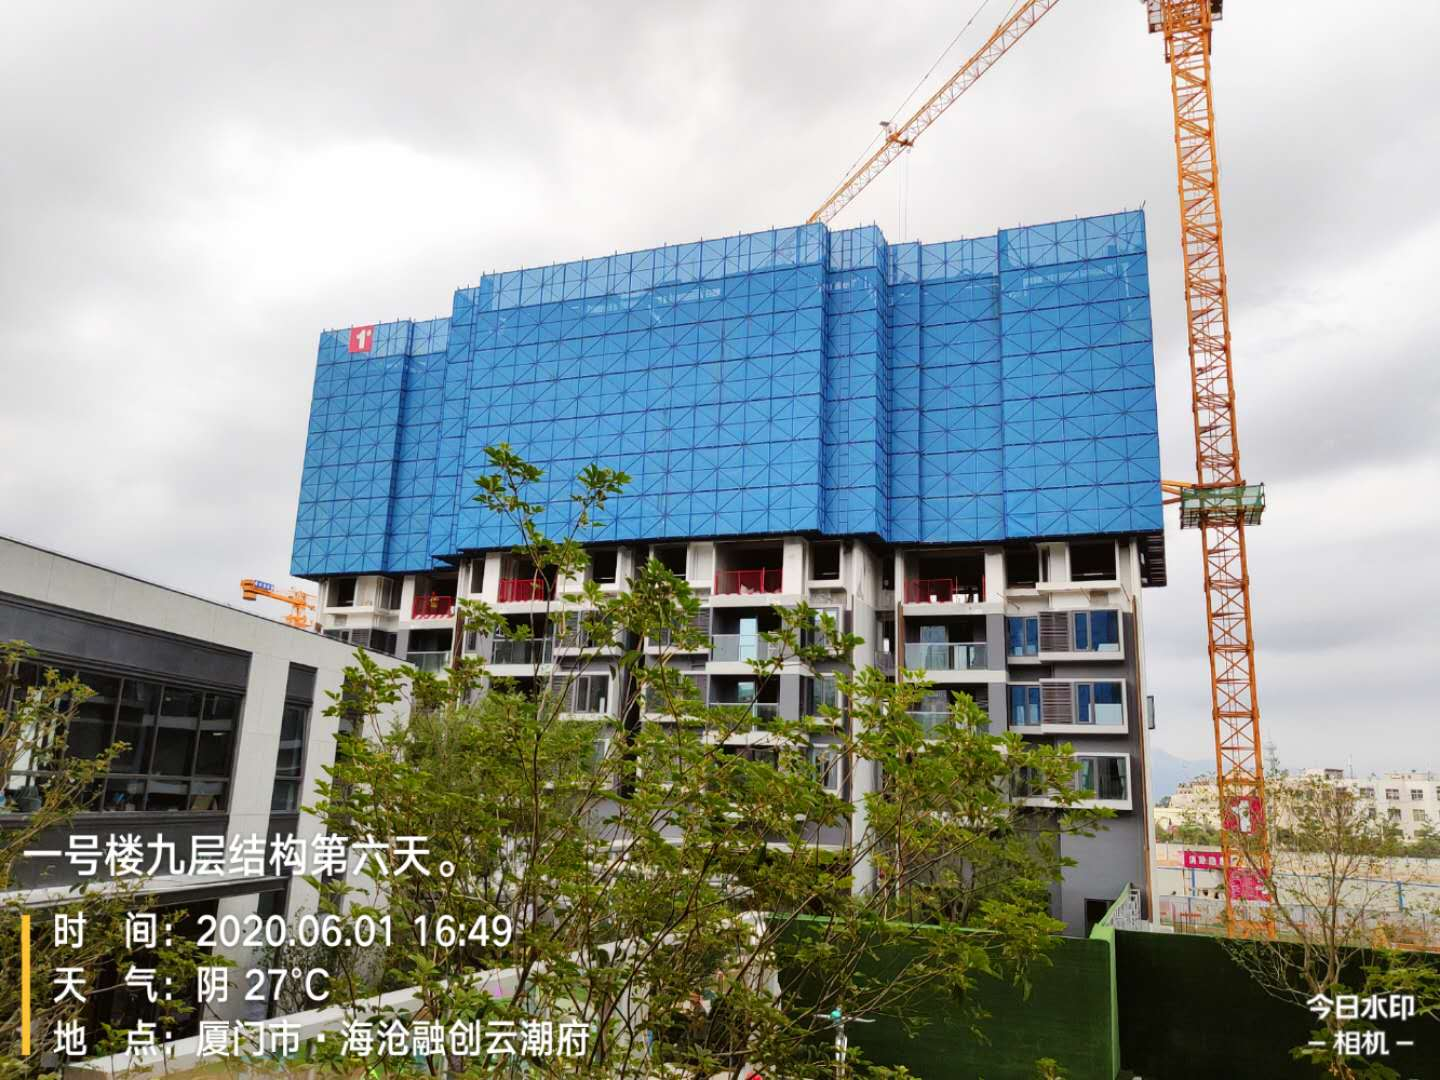 1#
一号楼九层结构第六天。
时 间：2020.06.01 16:49
天 气：阴 27°C
地 点：厦门市·海沧融创云潮府
今日水印
相机